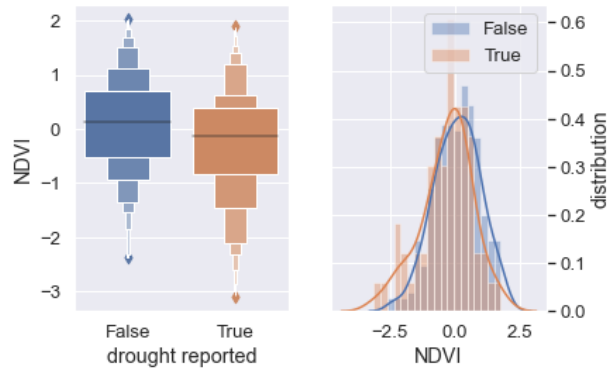 NDVI
2
1
0
−1
−2
−3
False
True
drought reported
False
True
0.6
0.5
0.4
0.3
0.2
0.1
0.0
distribution
−2.5
0.0
2.5
NDVI